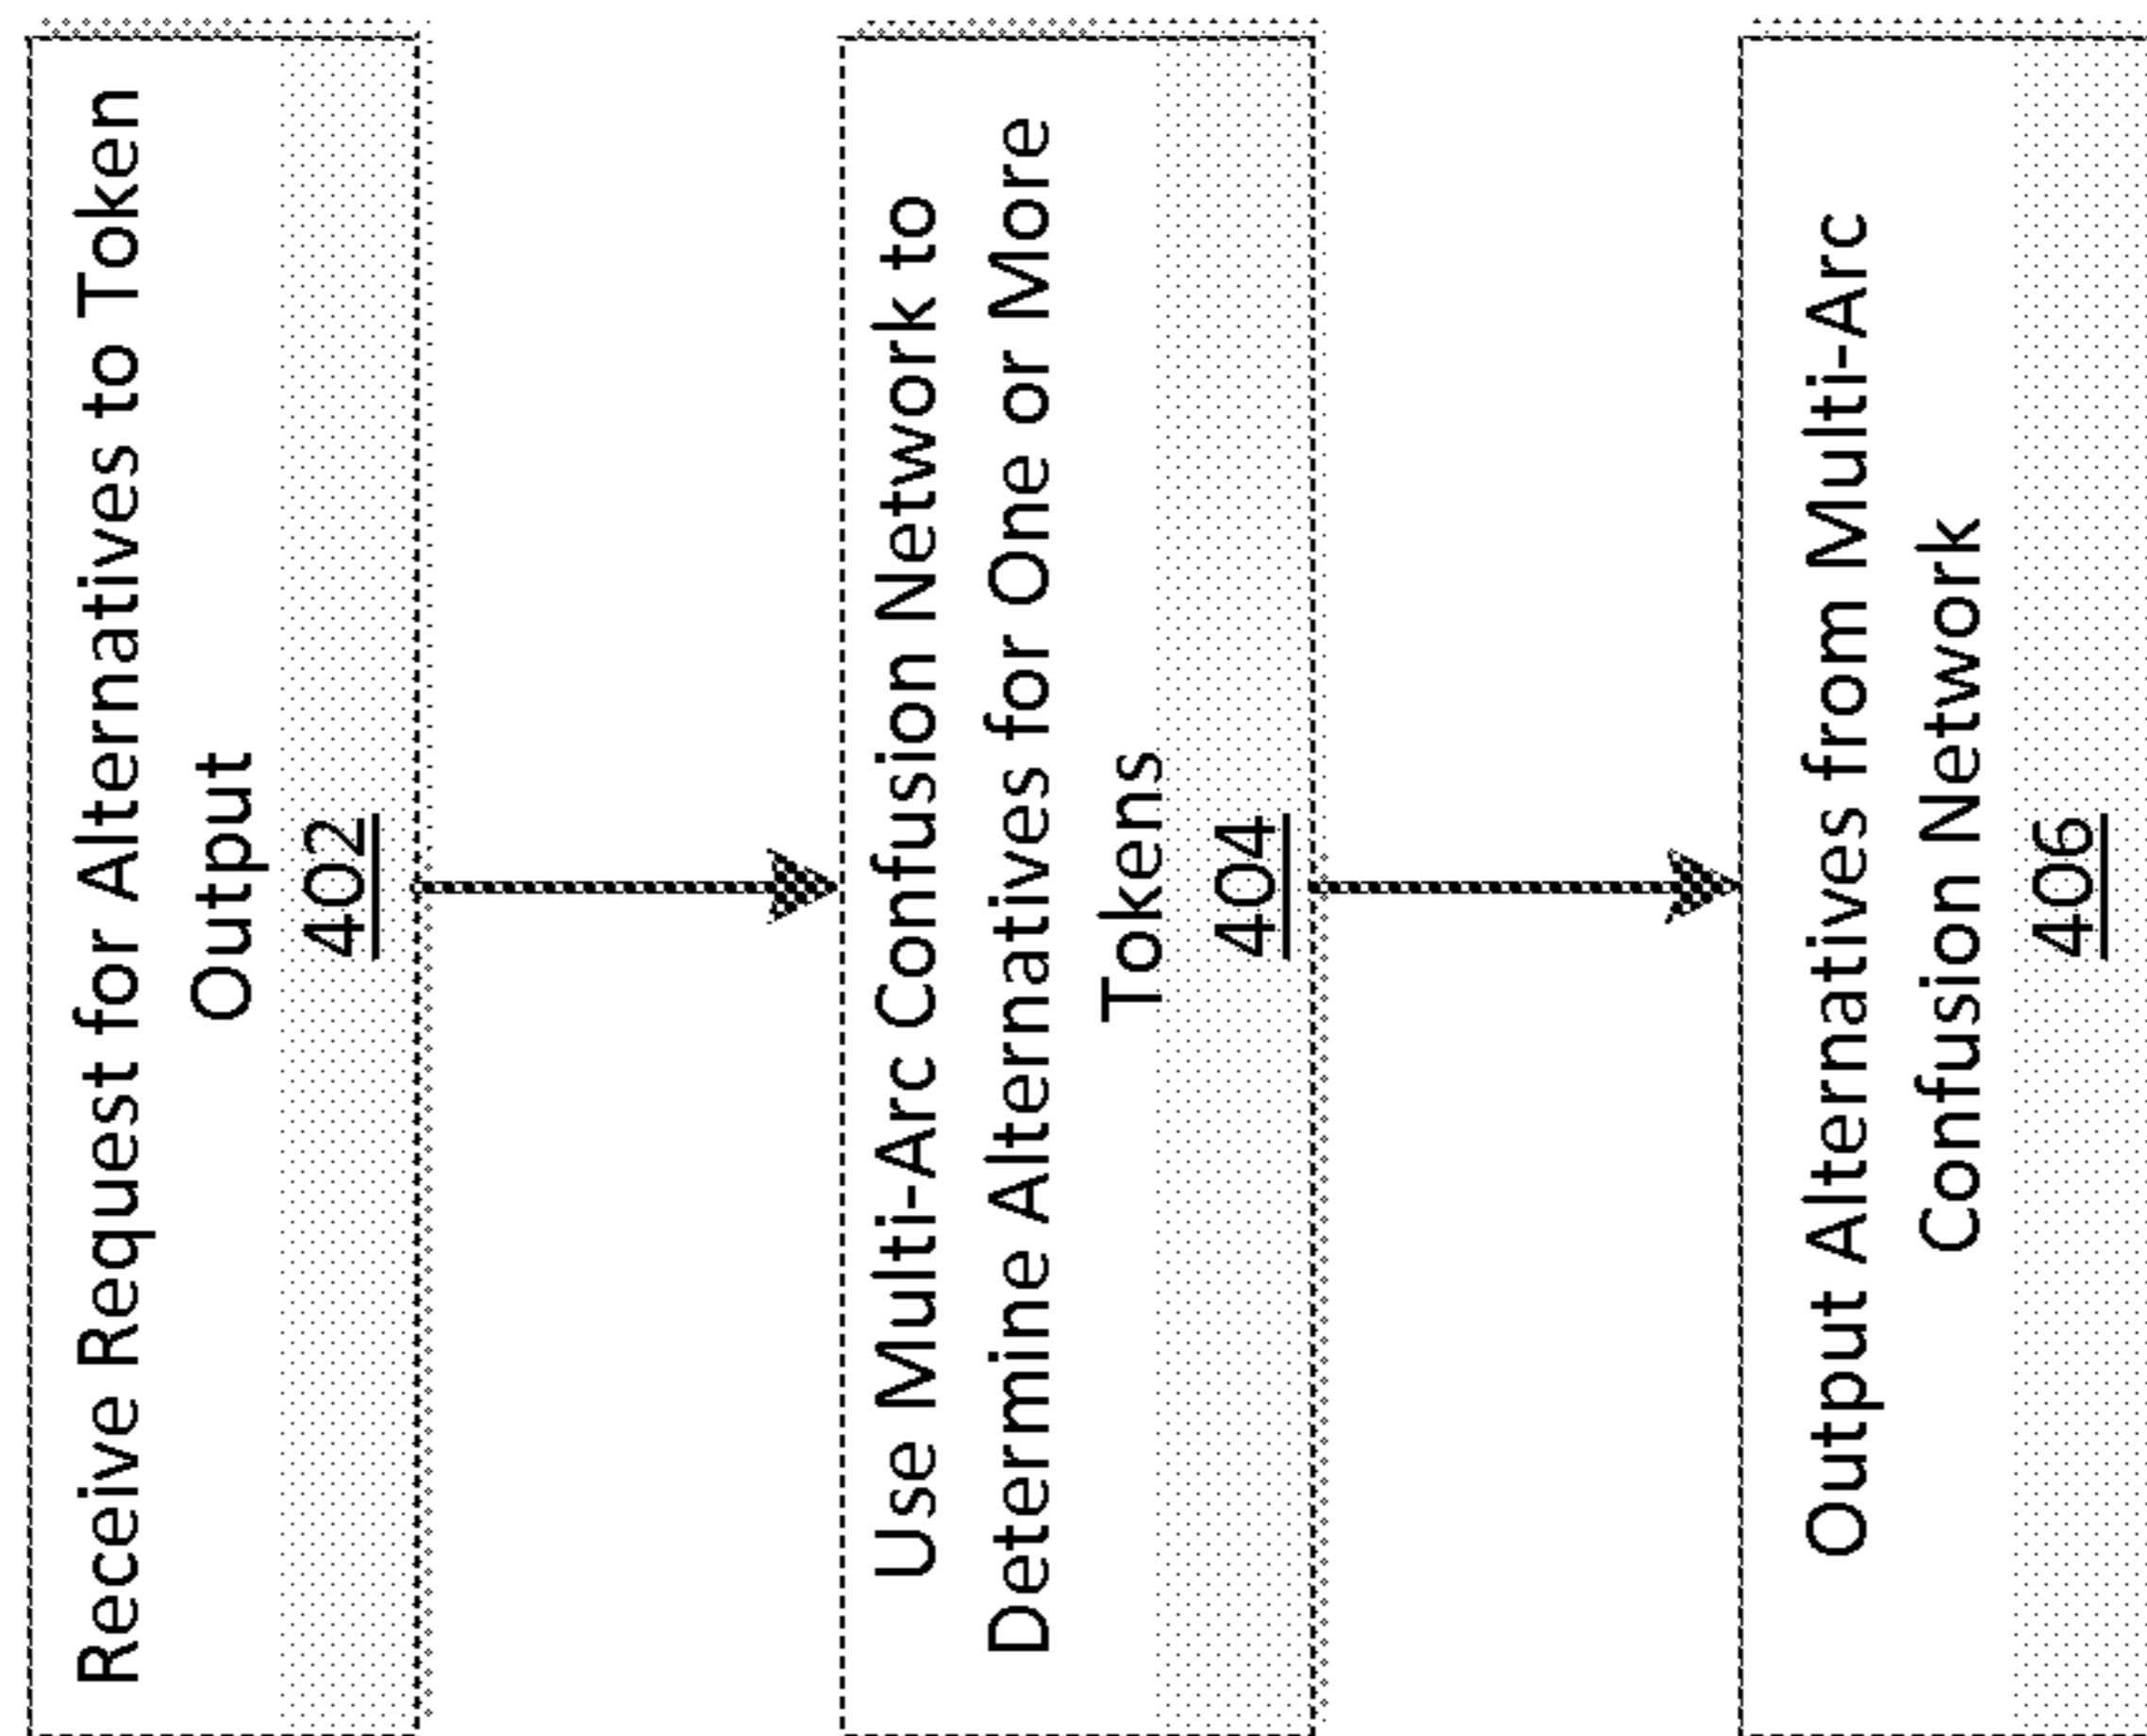 Receive Request for Alternatives to Token
Output
402
Use Multi-Arc Confusion Network to
Determine Alternatives for One or More
Tokens
404
Output Alternatives from Multi-Arc
Confusion Network
406